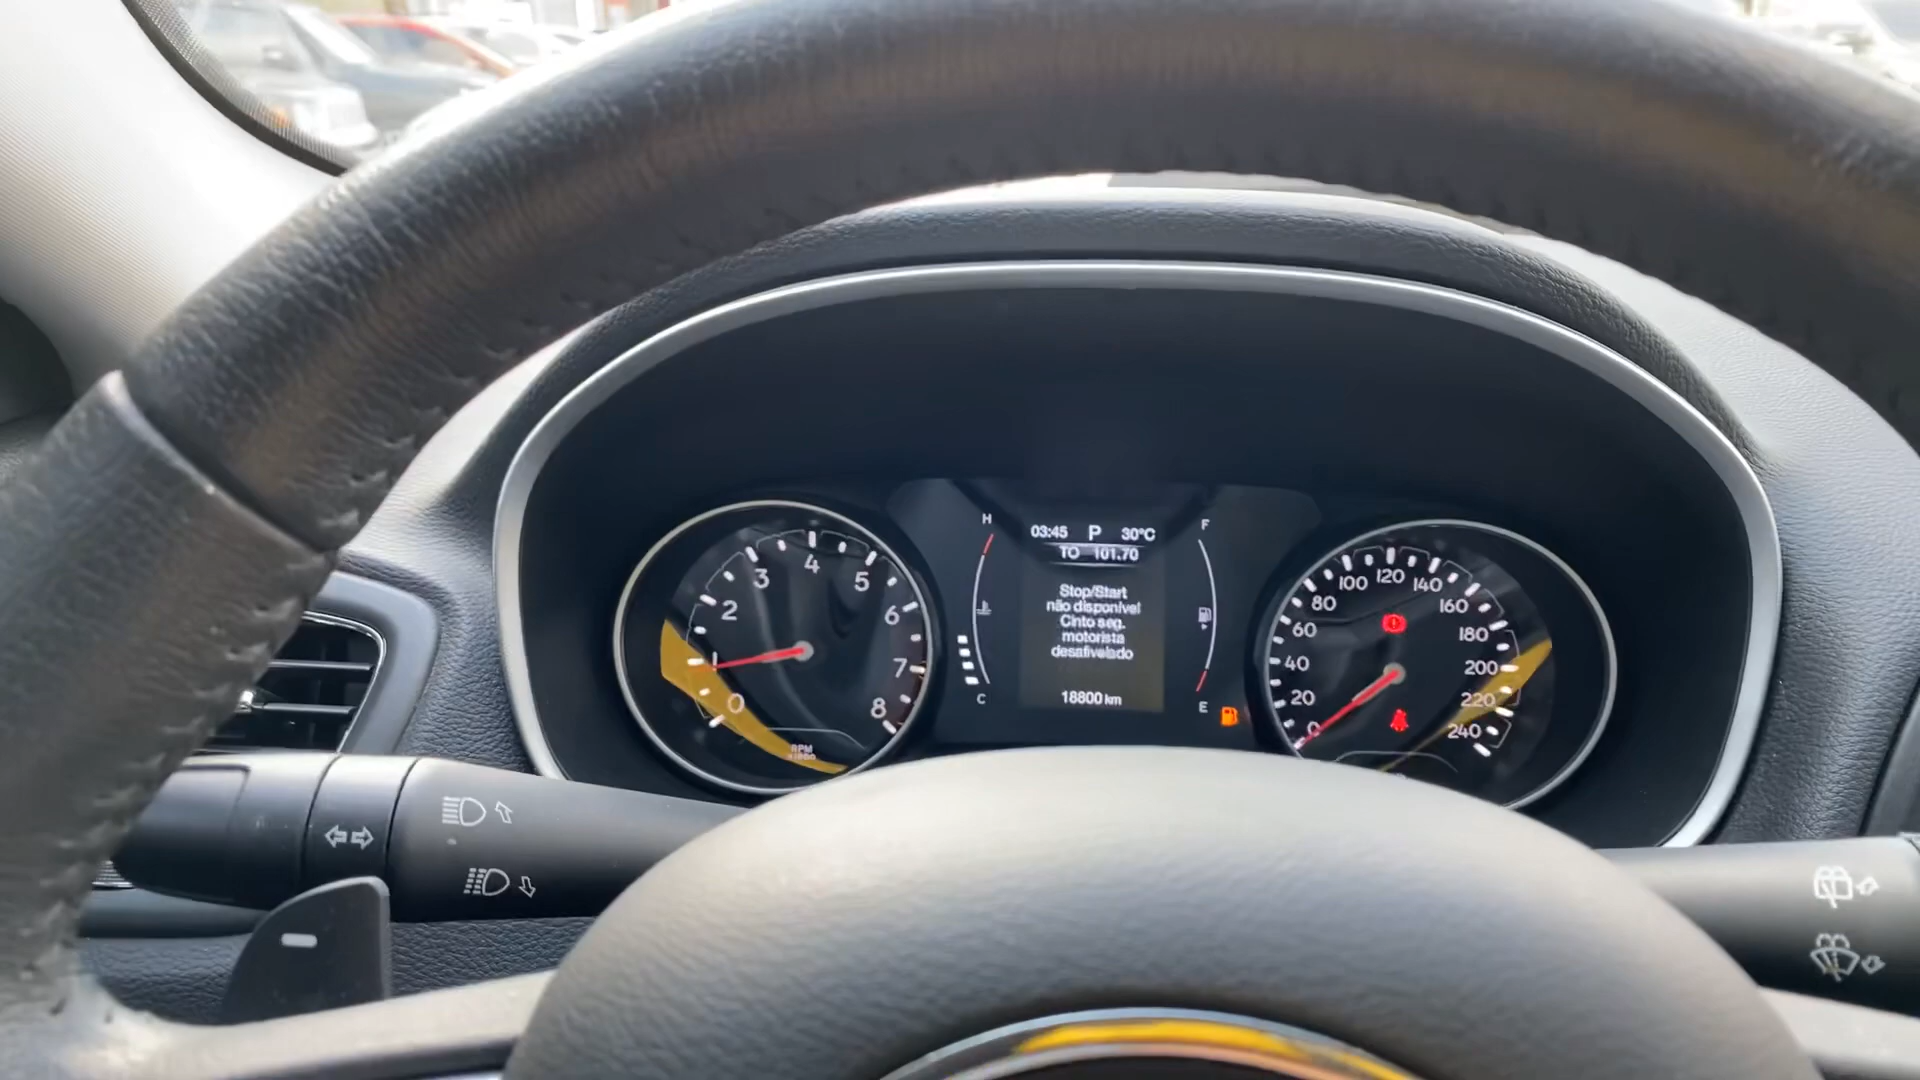 H
03:45 P 30°C
TO 101.70
F
Stop/Start
não disponível
Cinto seg.
motorista
desafivelado
18800 km
C
E
0
1
2
3
4
5
6
7
8
RPM
0
20
40
60
80
100
120
140
160
180
200
220
240